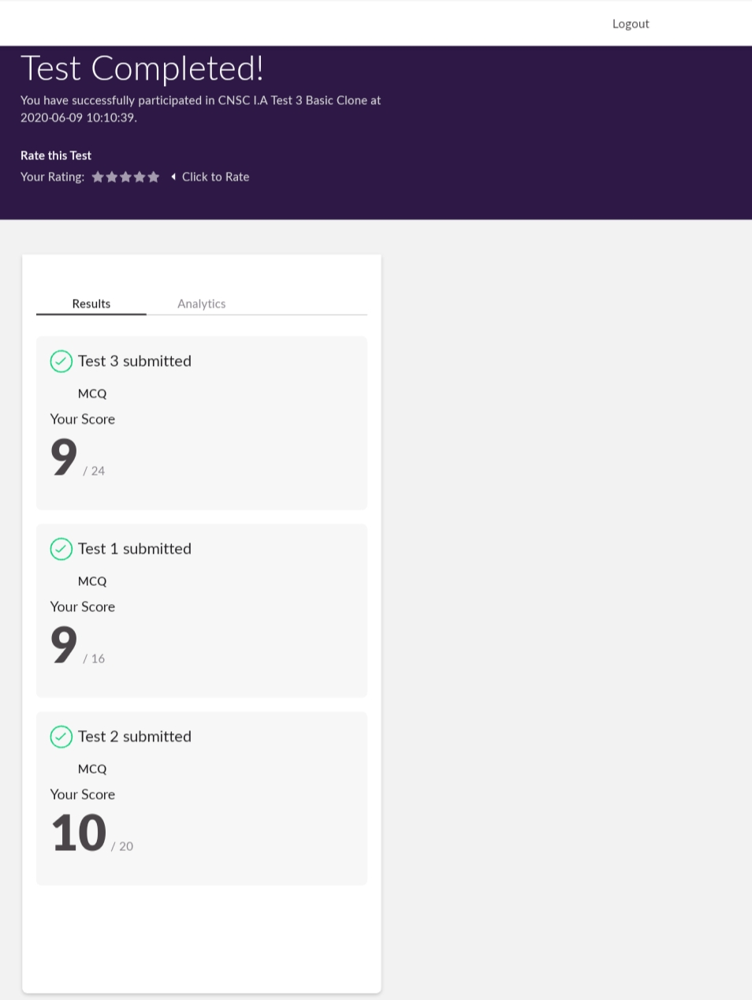 Logout
Test Completed!
You have successfully participated in CNSC I.A Test 3 Basic Clone at
2020-06-09 10:10:39.
Rate this Test
Your Rating: Click to Rate
Results Analytics
Test 3 submitted
MCQ
Your Score
9 / 24
Test 1 submitted
MCQ
Your Score
9 / 16
Test 2 submitted
MCQ
Your Score
10 / 20